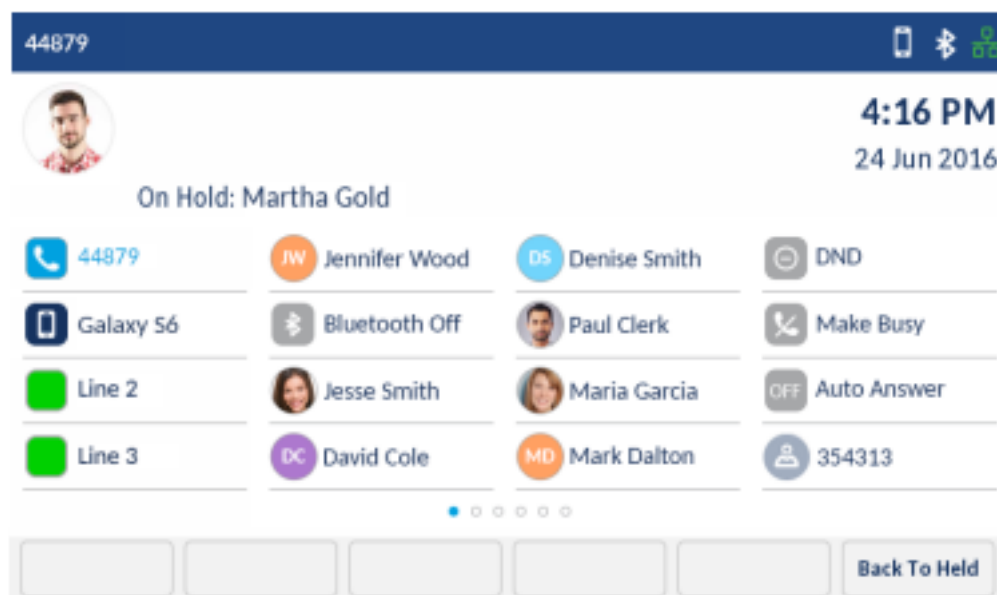 44879
4:16 PM
24 Jun 2016
On Hold: Martha Gold
44879
JW Jennifer Wood
DS Denise Smith
DND
Galaxy S6
Bluetooth Off
Paul Clerk
Make Busy
Line 2
Jesse Smith
Maria Garcia
OFF Auto Answer
Line 3
DC David Cole
MD Mark Dalton
354313
Back To Held